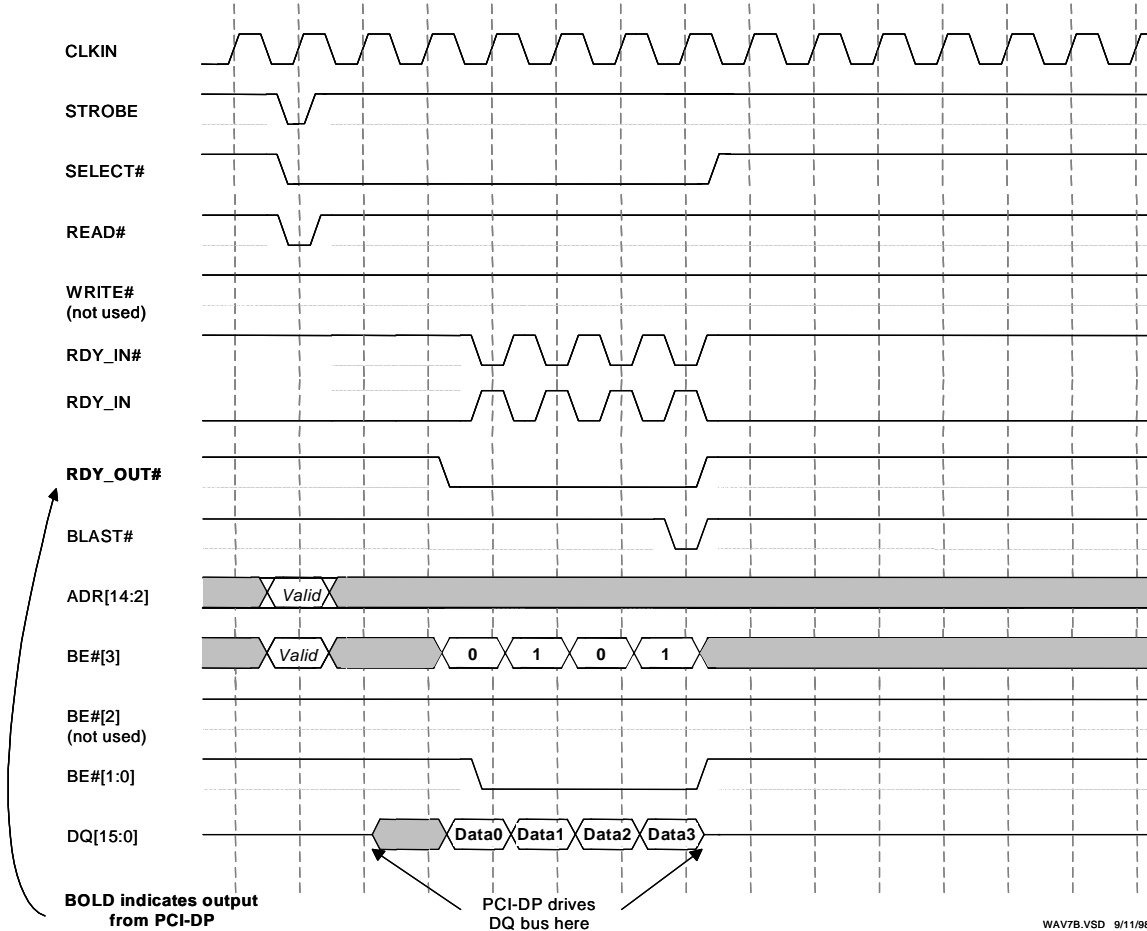 CLKIN
STROBE
SELECT#
READ#
WRITE#
(not used)
RDY_IN#
RDY_IN
RDY_OUT#
BLAST#
ADR[14:2]
Valid
BE#[3]
Valid
0
1
0
1
BE#[2]
(not used)
BE#[1:0]
DQ[15:0]
Data0
Data1
Data2
Data3
BOLD indicates output
from PCI-DP
PCI-DP drives
DQ bus here
WAV7B.VSD 9/11/98